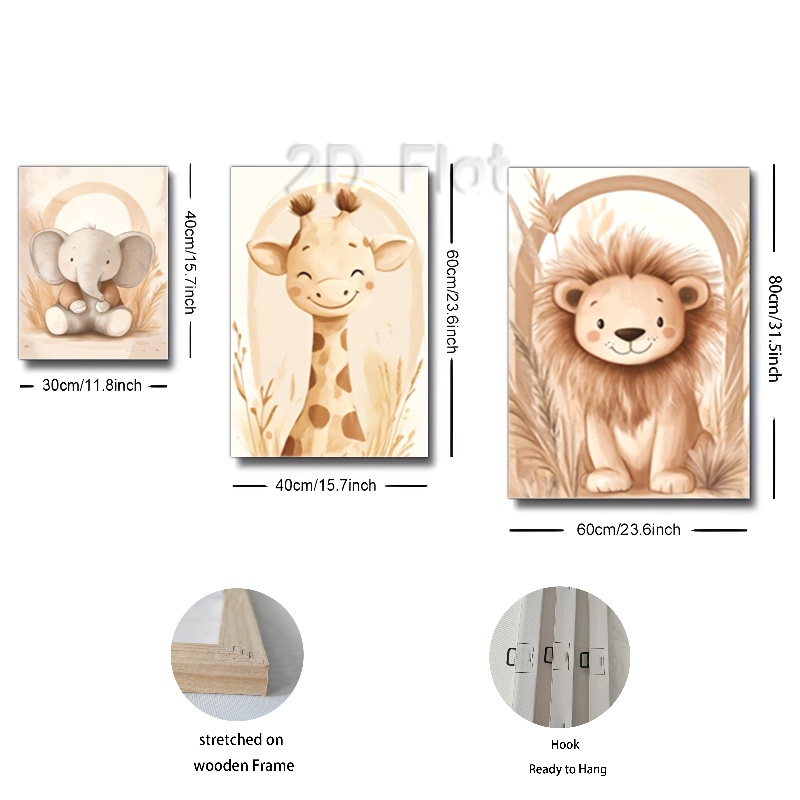 2D Flat
40cm/15.7inch
30cm/11.8inch
60cm/23.6inch
40cm/15.7inch
80cm/31.5inch
60cm/23.6inch
stretched on
wooden Frame
Hook
Ready to Hang